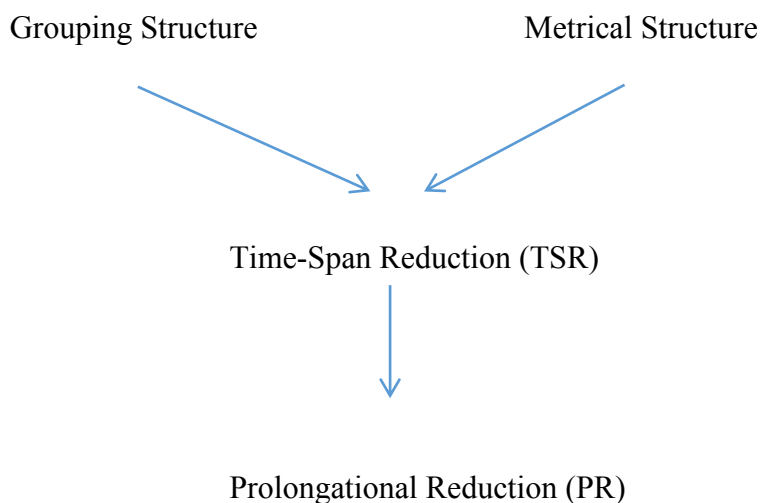 Grouping Structure
Metrical Structure
Time-Span Reduction (TSR)
Prolongational Reduction (PR)